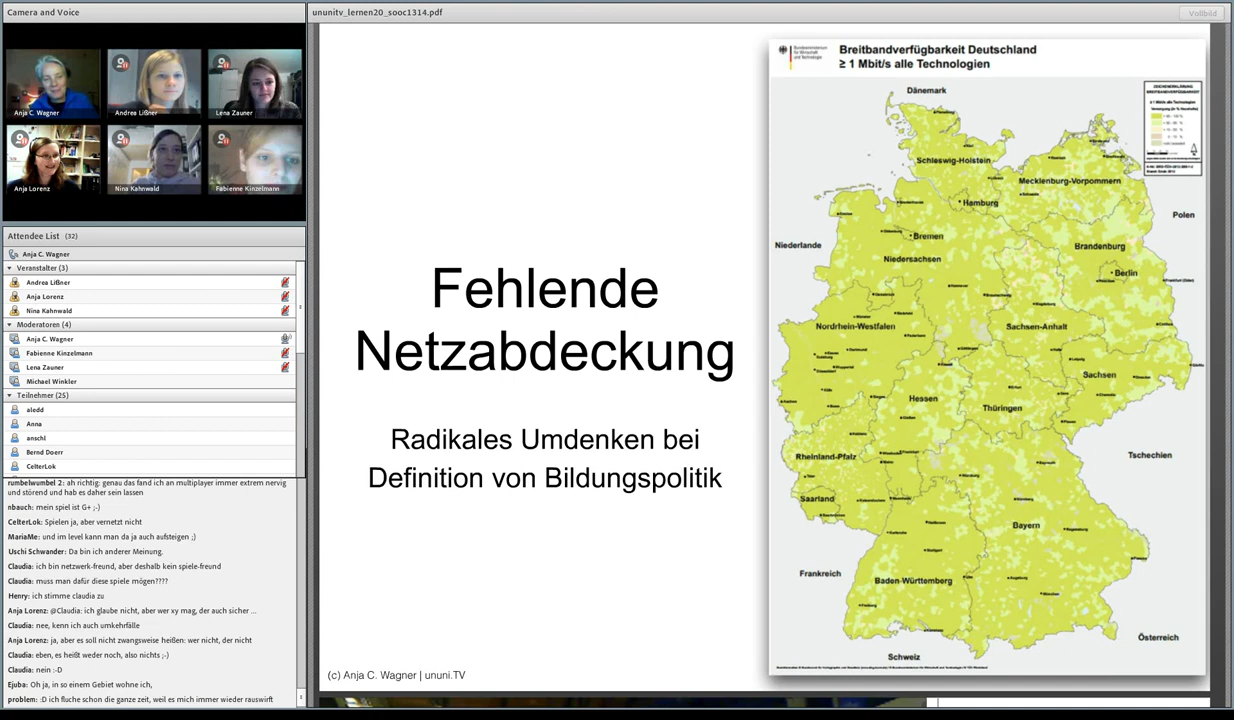 Camera and Voice
Anja C. Wagner
Andrea Lißner
Lena Zauner
Anja Lorenz
Nina Kahnwald
Fabienne Kinzelmann
Attendee List (32)
Anja C. Wagner
Veranstalter (3)
Andrea Lißner
Anja Lorenz
Nina Kahnwald
Moderatoren (4)
Anja C. Wagner
Fabienne Kinzelmann
Lena Zauner
Michael Winkler
Teilnehmer (25)
aledd
Anna
anschl
Bernd Doerr
CelterLok
rumbelwumbel 2: ah richtig: genau das fand ich an multiplayer immer extrem nervig
und störend und hab es daher sein lassen
nbauch: mein spiel ist G+ ;-)
CelterLok: Spielen ja, aber vernetzt nicht
MariaMe: und im level kann man da ja auch aufsteigen ;)
Uschi Schwander: Da bin ich anderer Meinung.
Claudia: ich bin netzwerk-freund, aber deshalb kein spiele-freund
Claudia: muss man dafür diese spiele mögen????
Henry: ich stimme claudia zu
Anja Lorenz: @Claudia: ich glaube nicht, aber wer xy mag, der auch sicher ...
Claudia: nee, kenn ich auch umkehrfälle
Anja Lorenz: ja, aber es soll nicht zwangsweise heißen: wer nicht, der nicht
Claudia: eben, es heißt weder noch, also nichts ;-)
Claudia: nein :-D
Ejuba: Oh ja, in so einem Gebiet wohne ich,
problem: :D ich fluche schon die ganze zeit, weil es mich immer wieder rauswirft
ununitv_lernen20_sooc1314.pdf
Vollbild
Fehlende
Netzabdeckung
Radikales Umdenken bei
Definition von Bildungspolitik
(c) Anja C. Wagner | ununi.TV
Bundesministerium
für Wirtschaft
und Technologie
Breitbandverfügbarkeit Deutschland
≥ 1 Mbit/s alle Technologien
Dänemark
Schleswig-Holstein
Mecklenburg-Vorpommern
Hamburg
Polen
Niederlande
Bremen
Niedersachsen
Brandenburg
Berlin
Nordrhein-Westfalen
Sachsen-Anhalt
Sachsen
Hessen
Thüringen
Rheinland-Pfalz
Tschechien
Saarland
Bayern
Frankreich
Baden-Württemberg
Österreich
Schweiz